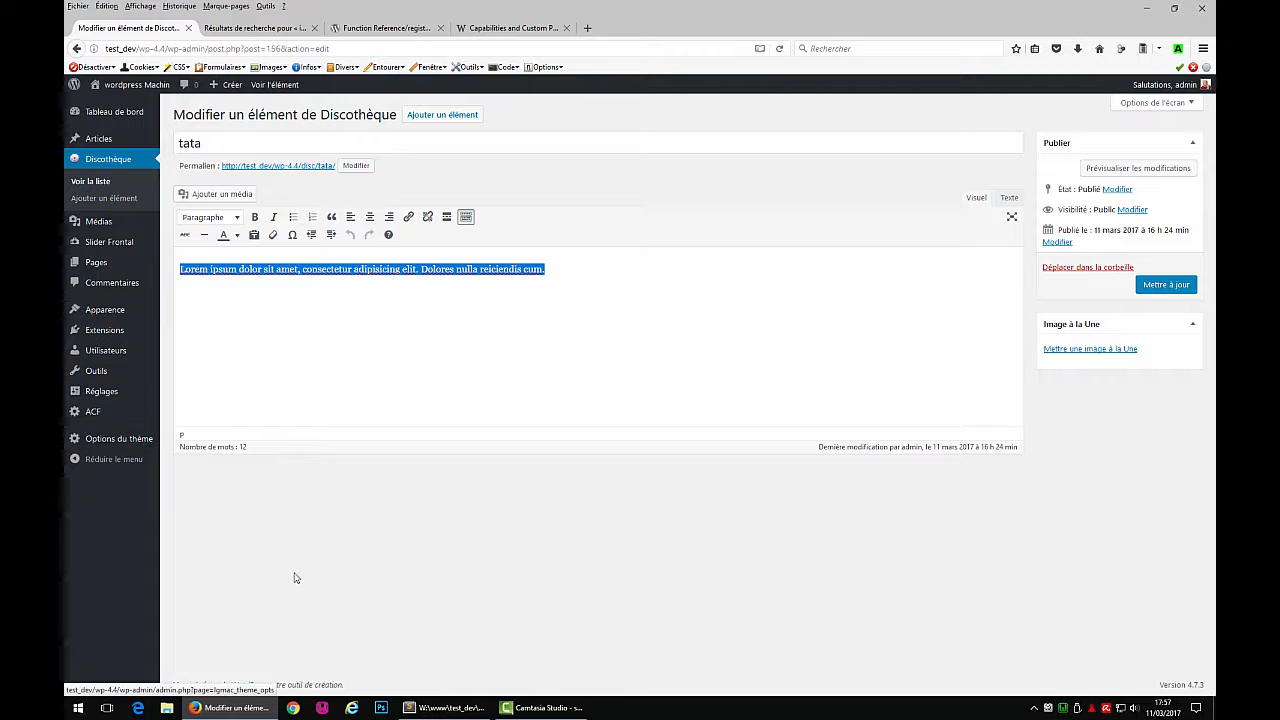 Fichier Édition Affichage Historique Marque-pages Outils ?
Modifier un élément de Discot... Résultats de recherche pour « i... Function Reference/regist... Capabilities and Custom P...
test_dev/wp-4.4/wp-admin/post.php?post=156&action=edit Rechercher
Désactiver Cookies CSS Formulaires Images Infos Divers Entourer Fenêtre Outils Code Options
wordpress Machin 0 Créer Voir l'élément Salutations, admin
Tableau de bord
Articles
Discothèque
Voir la liste
Ajouter un élément
Médias
Slider Frontal
Pages
Commentaires
Apparence
Extensions
Utilisateurs
Outils
Réglages
ACF
Options du thème
Réduire le menu
Options de l'écran
Modifier un élément de Discothèque Ajouter un élément
tata
Permalien : http://test_dev/wp-4.4/disc/tata/ Modifier
Ajouter un média
Visuel Texte
Paragraphe
Lorem ipsum dolor sit amet, consectetur adipisicing elit. Dolores nulla reiciendis cum.
P
Nombre de mots : 12
Dernière modification par admin, le 11 mars 2017 à 16 h 24 min
Publier
Prévisualiser les modifications
État : Publié Modifier
Visibilité : Public Modifier
Publié le : 11 mars 2017 à 16 h 24 min
Modifier
Déplacer dans la corbeille
Mettre à jour
Image à la Une
Mettre une image à la Une
outil de création.
Version 4.7.3
test_dev/wp-4.4/wp-admin/admin.php?page=lgmac_theme_opts
Modifier un éléme... W:\www\test_dev\... Camtasia Studio - s...
17:57
11/03/2017